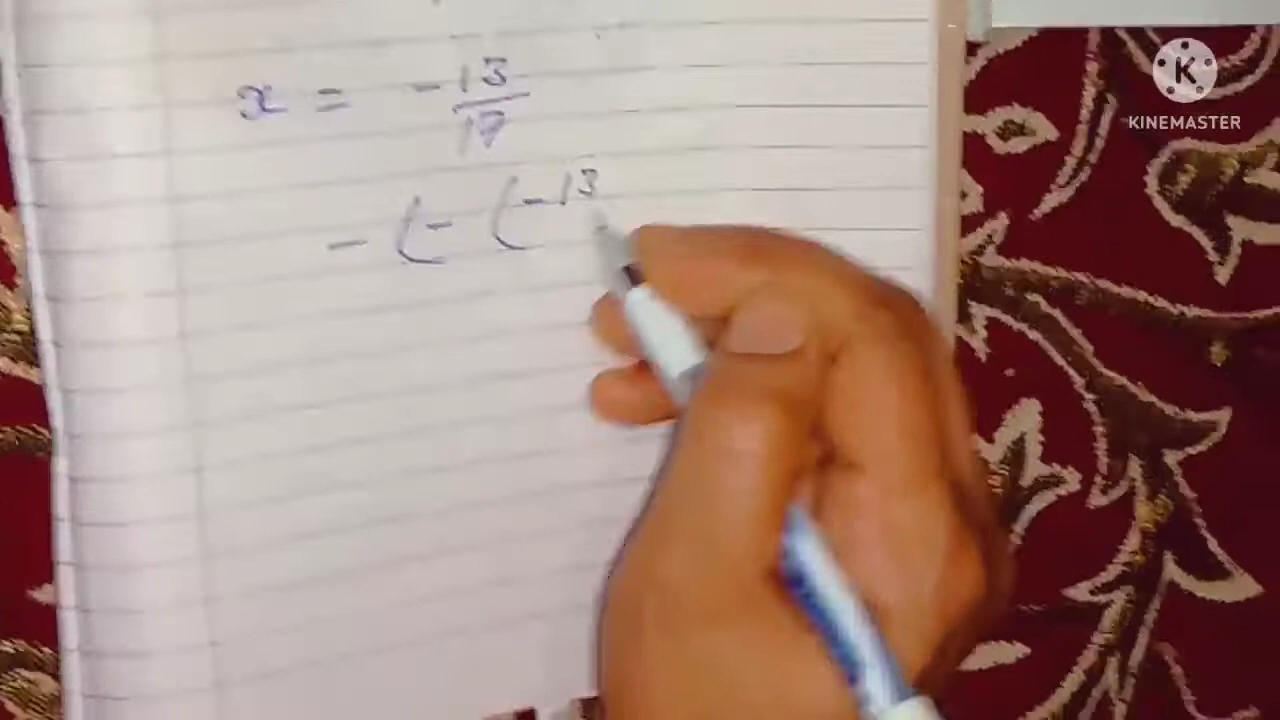 x = -13/17
- (- (-13
K
KINEMASTER